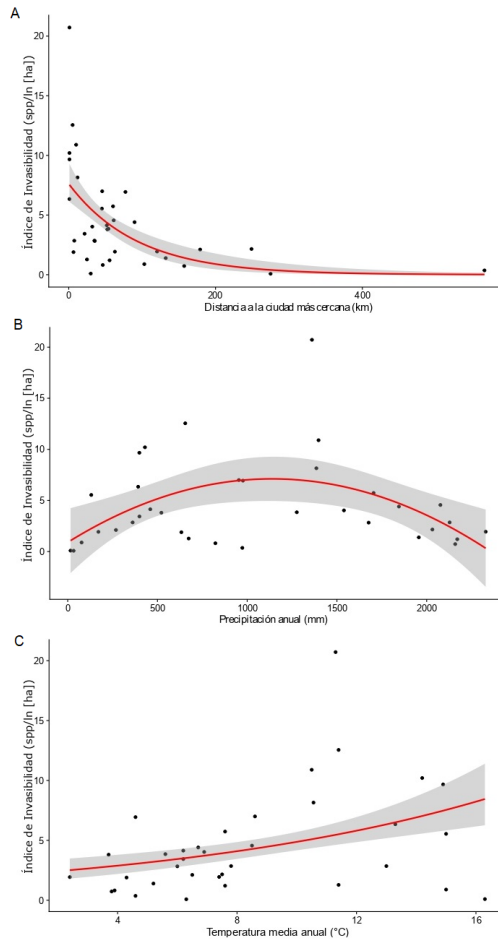 A
Índice de Invasibilidad (spp/ln [ha])
20
15
10
5
0
0 200 400
Distancia a la ciudad más cercana (km)
B
Índice de Invasibilidad (spp/ln [ha])
20
15
10
5
0
0 500 1000 1500 2000
Precipitación anual (mm)
C
Índice de Invasibilidad (spp/ln [ha])
20
15
10
5
0
4 8 12 16
Temperatura media anual (°C)